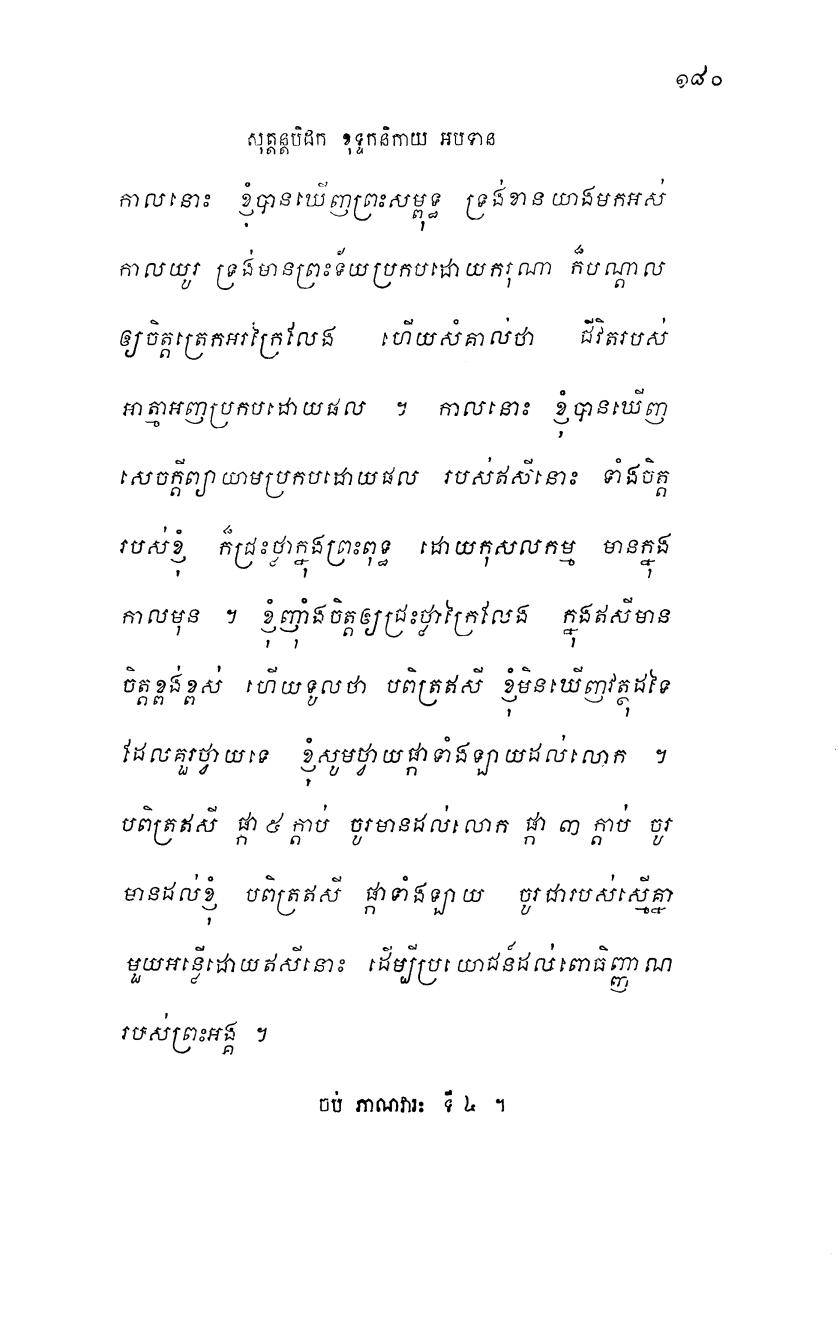 ១៨០
សុត្តន្តបិដក ខុទ្ទកនិកាយ អបទាន
កាលនោះ ខ្ញុំបានឃើញព្រះសម្ពុទ្ធ ទ្រង់ខានយាងមកអស់
កាលយូរ ទ្រង់មានព្រះទ័យប្រកបដោយករុណា ក៏បណ្តាល
ឲ្យចិត្តត្រេកអរក្រៃលែង ហើយសំគាល់ថា ជីវិតរបស់
អាត្មាអញប្រកបដោយផល ។ កាលនោះ ខ្ញុំបានឃើញ
សេចក្តីព្យាយាមប្រកបដោយផល របស់ឥសីនោះ ទាំងចិត្ត
របស់ខ្ញុំ ក៏ជ្រះថ្លាក្នុងព្រះពុទ្ធ ដោយកុសលកម្ម មានក្នុង
កាលមុន ។ ខ្ញុំញ៉ាំងចិត្តឲ្យជ្រះថ្លាក្រៃលែង ក្នុងឥសីមាន
ចិត្តខ្ពង់ខ្ពស់ ហើយទូលថា បពិត្រឥសី ខ្ញុំមិនឃើញវត្ថុដទៃ
ដែលគួរថ្វាយទេ ខ្ញុំសូមថ្វាយផ្កាទាំងឡាយដល់លោក ។
បពិត្រឥសី ផ្កា ៥ ក្តាប់ ចូរមានដល់លោក ផ្កា ៣ ក្តាប់ ចូរ
មានដល់ខ្ញុំ បពិត្រឥសី ផ្កាទាំងឡាយ ចូរជារបស់ស្មើគ្នា
មួយអន្លើដោយឥសីនោះ ដើម្បីប្រយោជន៍ដល់ពោធិញ្ញាណ
របស់ព្រះអង្គ ។
ចប់ ភាណវារៈ ទី ៤ ។